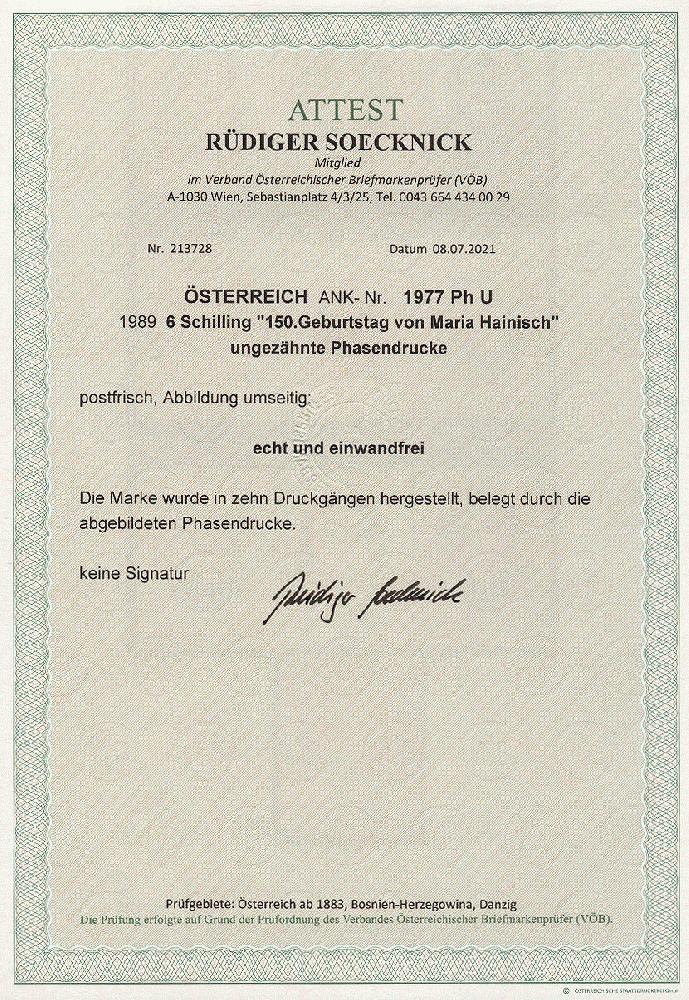 ATTEST
RÜDIGER SOECKNICK
Mitglied
im Verband Österreichischer Briefmarkenprüfer (VÖB)
A-1030 Wien, Sebastianplatz 4/3/25, Tel. 0043 664 434 00 29
Nr. 213728 Datum 08.07.2021
ÖSTERREICH ANK- Nr. 1977 Ph U
1989 6 Schilling "150.Geburtstag von Maria Hainisch"
ungezähnte Phasendrucke
postfrisch, Abbildung umseitig:
echt und einwandfrei
Die Marke wurde in zehn Druckgängen hergestellt, belegt durch die
abgebildeten Phasendrucke.
keine Signatur
Rüdiger Soecknick
Prüfgebiete: Österreich ab 1883, Bosnien-Herzegowina, Danzig
Die Prüfung erfolgte auf Grund der Prüfordnung des Verbandes Österreichischer Briefmarkenprüfer (VÖB).